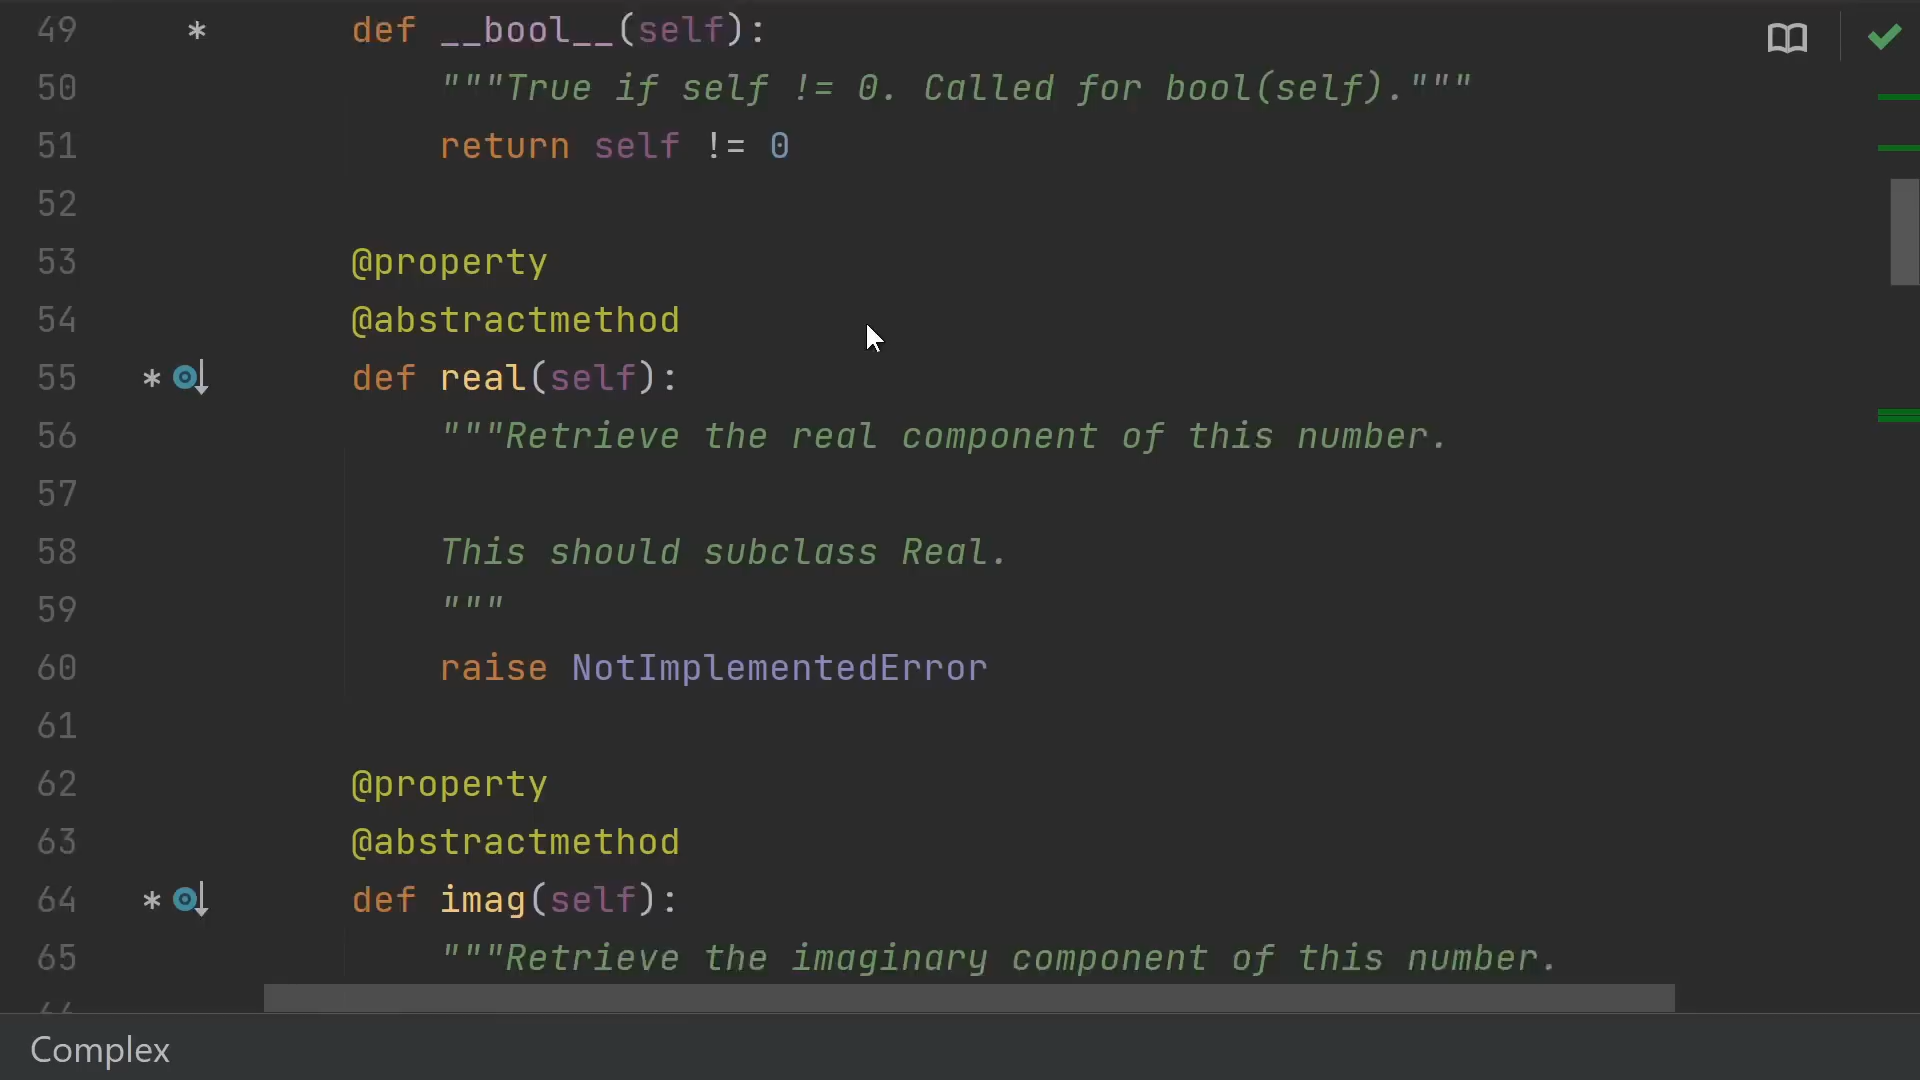 49 * def __bool__(self):
50 """True if self != 0. Called for bool(self)."""
51 return self != 0
52
53 @property
54 @abstractmethod
55 * def real(self):
56 """Retrieve the real component of this number.
57
58 This should subclass Real.
59 """
60 raise NotImplementedError
61
62 @property
63 @abstractmethod
64 * def imag(self):
65 """Retrieve the imaginary component of this number.
Complex